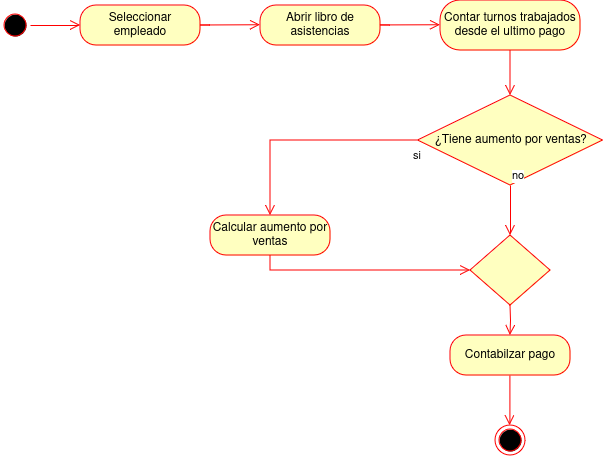 Seleccionar
empleado
Abrir libro de
asistencias
Contar turnos trabajados
desde el ultimo pago
¿Tiene aumento por ventas?
si
no
Calcular aumento por
ventas
Contabilzar pago